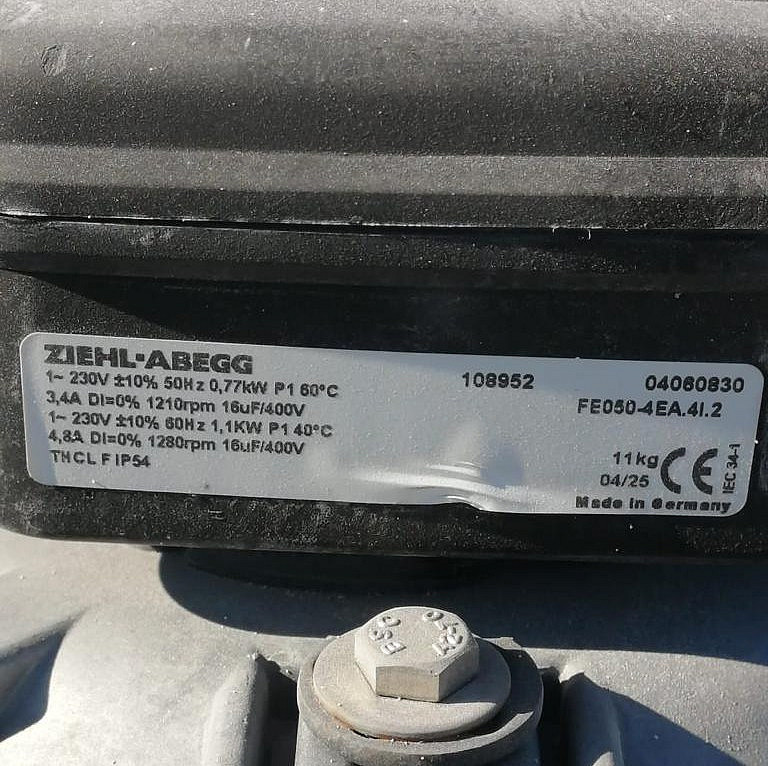 ZIEHL-ABEGG
1~ 230V ±10% 50Hz 0,77kW P1 60°C
3,4A DI=0% 1210rpm 16uF/400V
1~ 230V ±10% 60Hz 1,1KW P1 40°C
4,8A DI=0% 1280rpm 16uF/400V
THCL F IP54
108952
04060830
FE050-4EA.4I.2
11kg
04/25
CE
IEC 34-1
Made in Germany